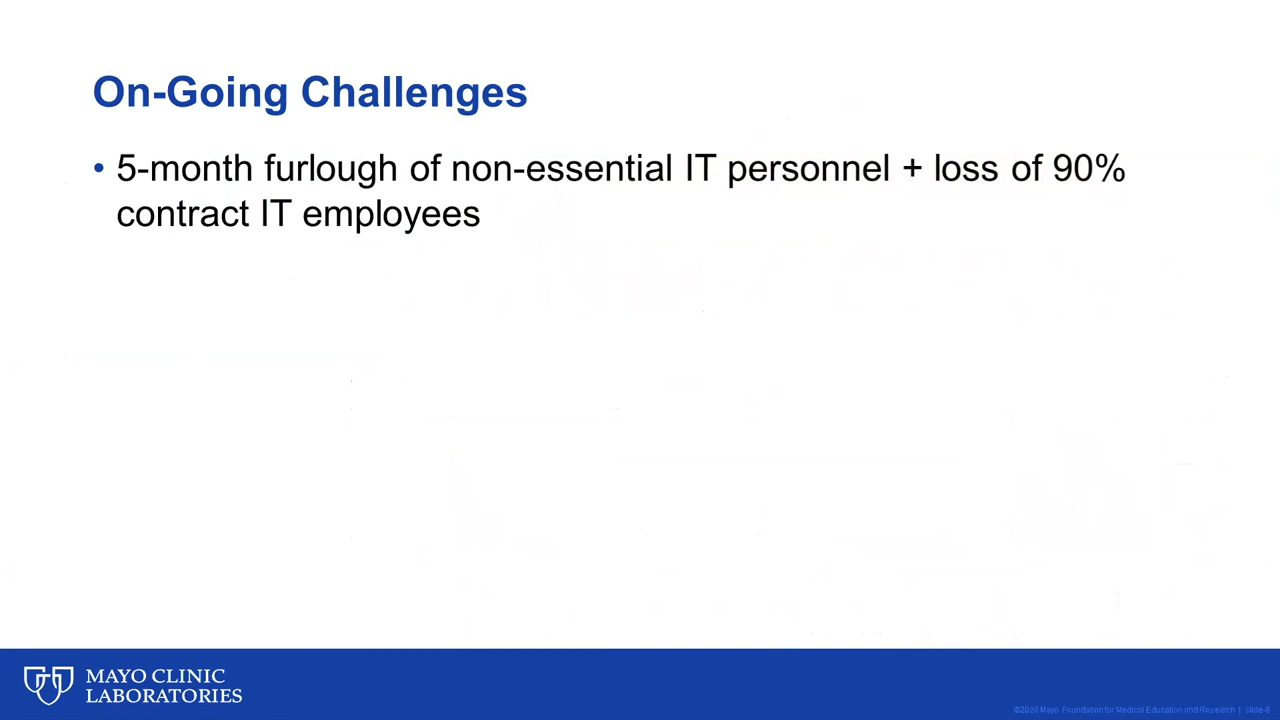 On-Going Challenges
• 5-month furlough of non-essential IT personnel + loss of 90%
contract IT employees
MAYO CLINIC
LABORATORIES
©2020 Mayo Foundation for Medical Education and Research | slide-8